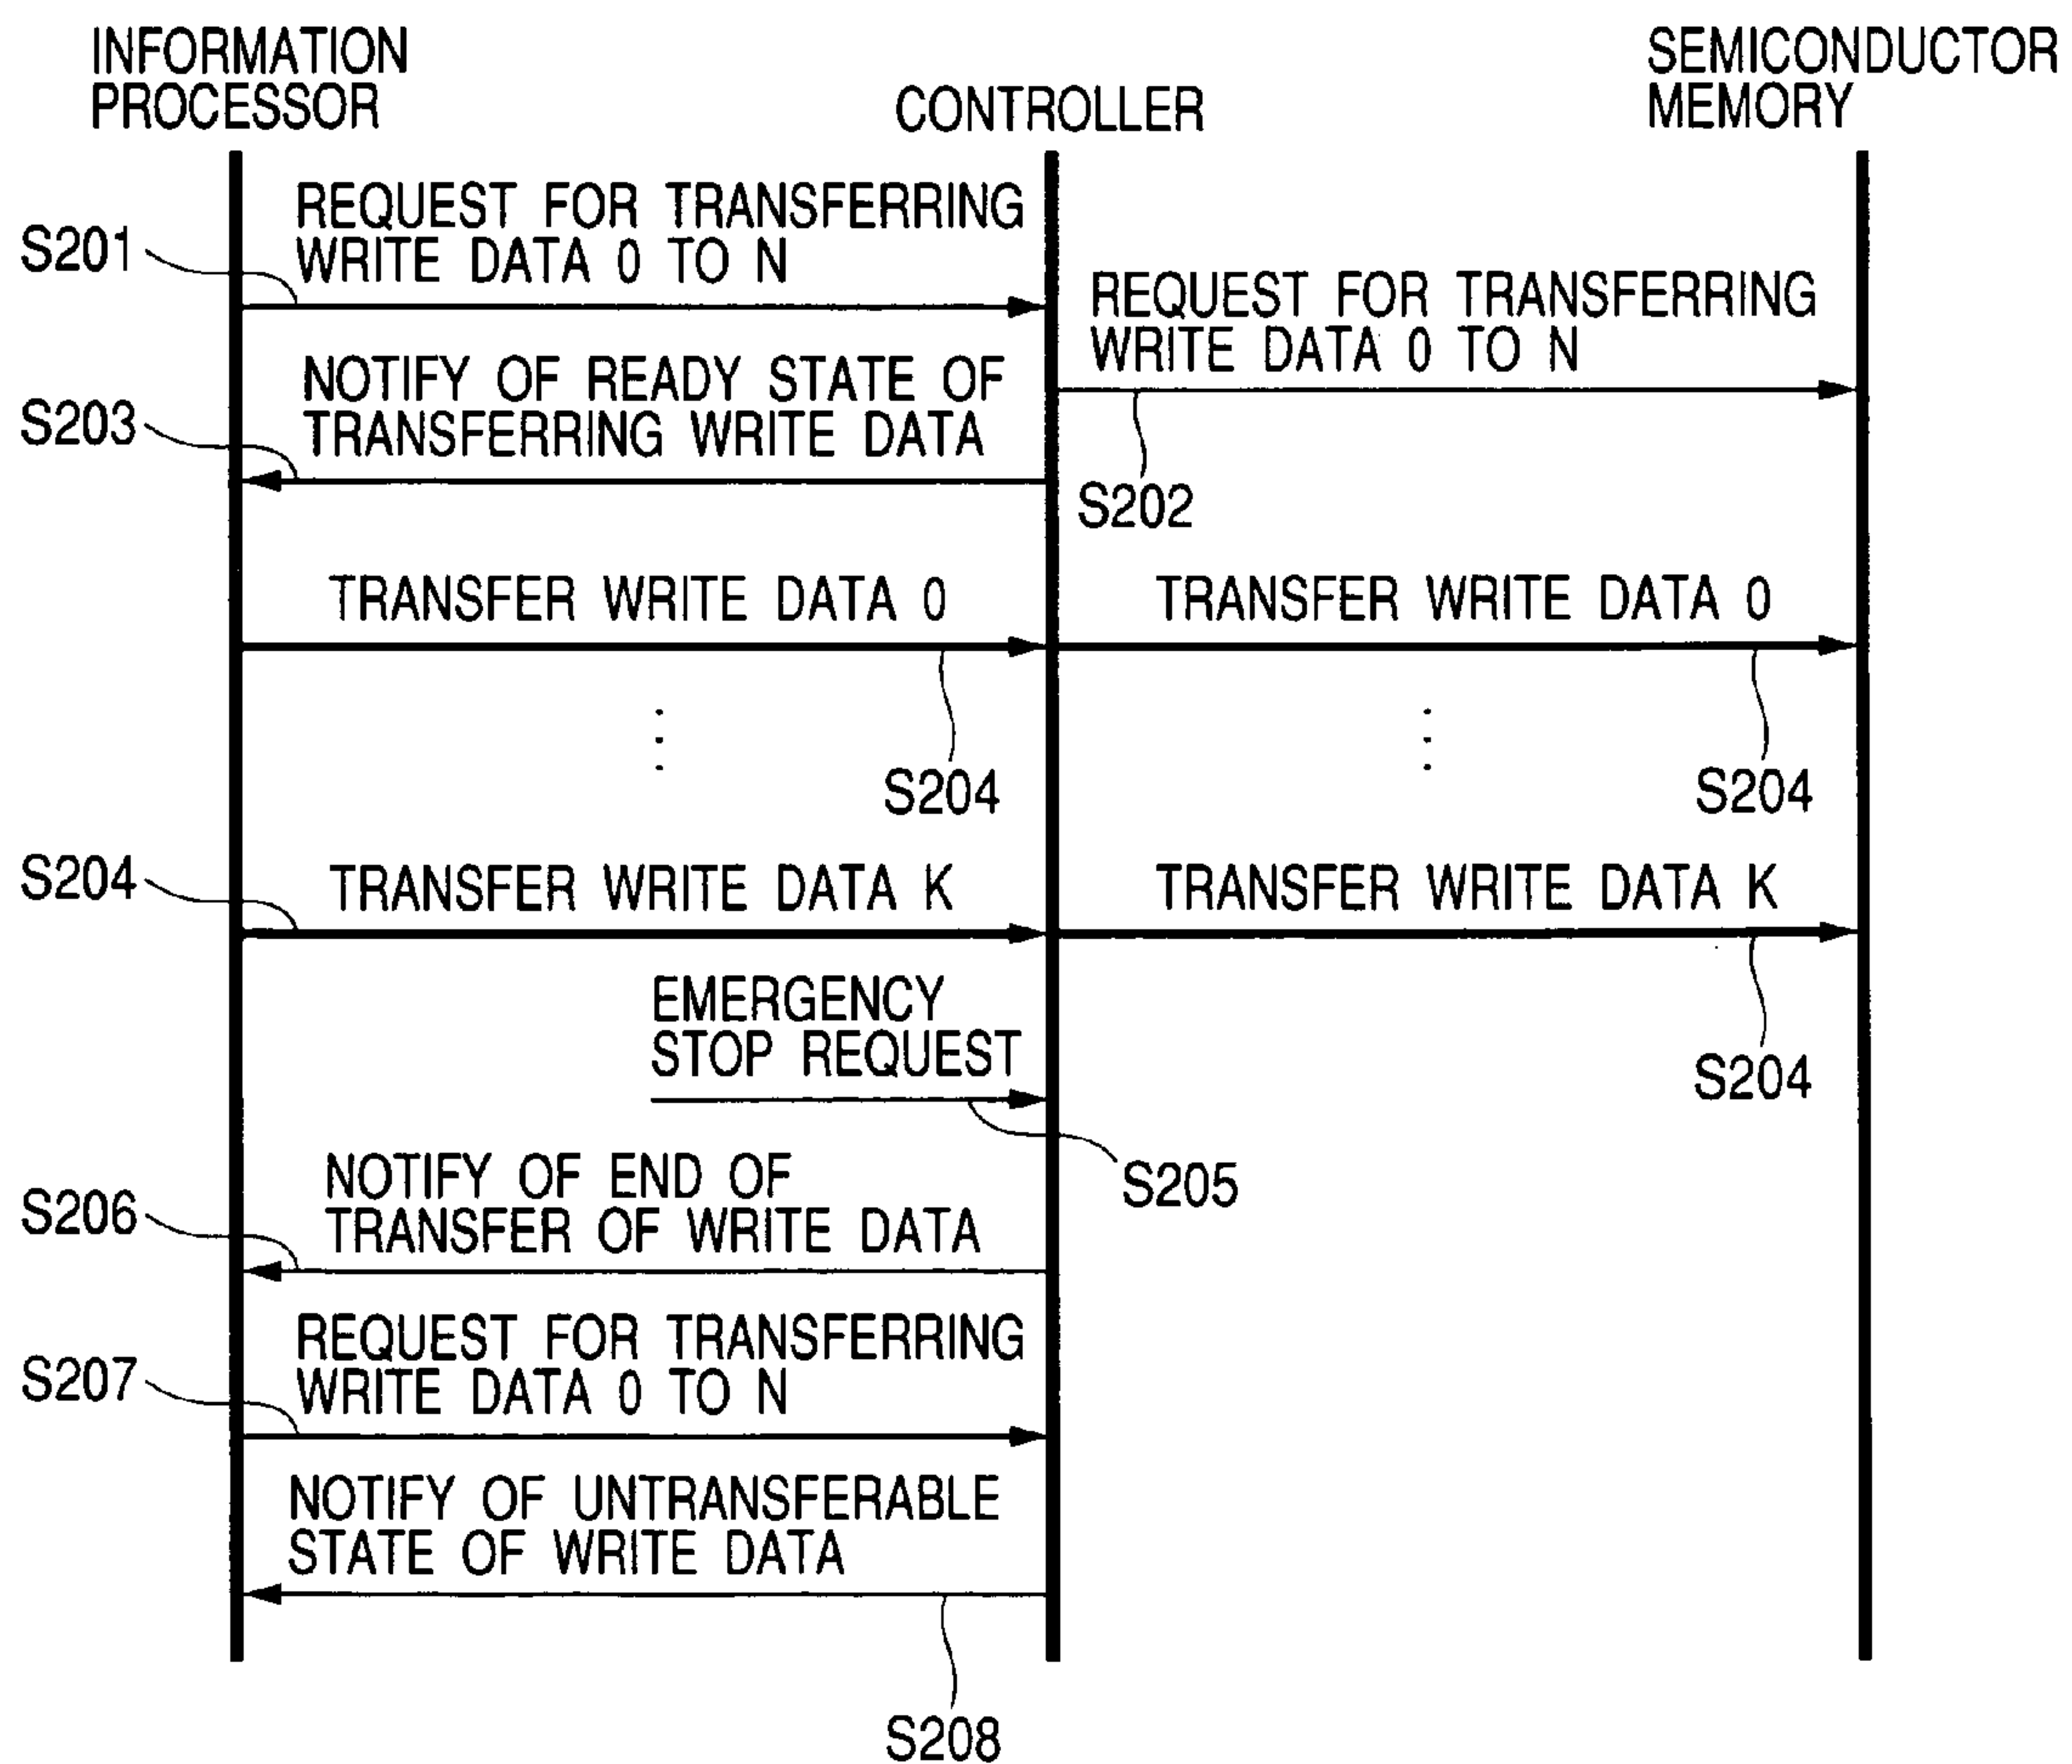 INFORMATION
PROCESSOR
CONTROLLER
SEMICONDUCTOR
MEMORY
S201
REQUEST FOR TRANSFERRING
WRITE DATA 0 TO N
REQUEST FOR TRANSFERRING
WRITE DATA 0 TO N
S202
S203
NOTIFY OF READY STATE OF
TRANSFERRING WRITE DATA
TRANSFER WRITE DATA 0
TRANSFER WRITE DATA 0
S204
S204
S204
TRANSFER WRITE DATA K
TRANSFER WRITE DATA K
S204
EMERGENCY
STOP REQUEST
S205
S206
NOTIFY OF END OF
TRANSFER OF WRITE DATA
S207
REQUEST FOR TRANSFERRING
WRITE DATA 0 TO N
NOTIFY OF UNTRANSFERABLE
STATE OF WRITE DATA
S208